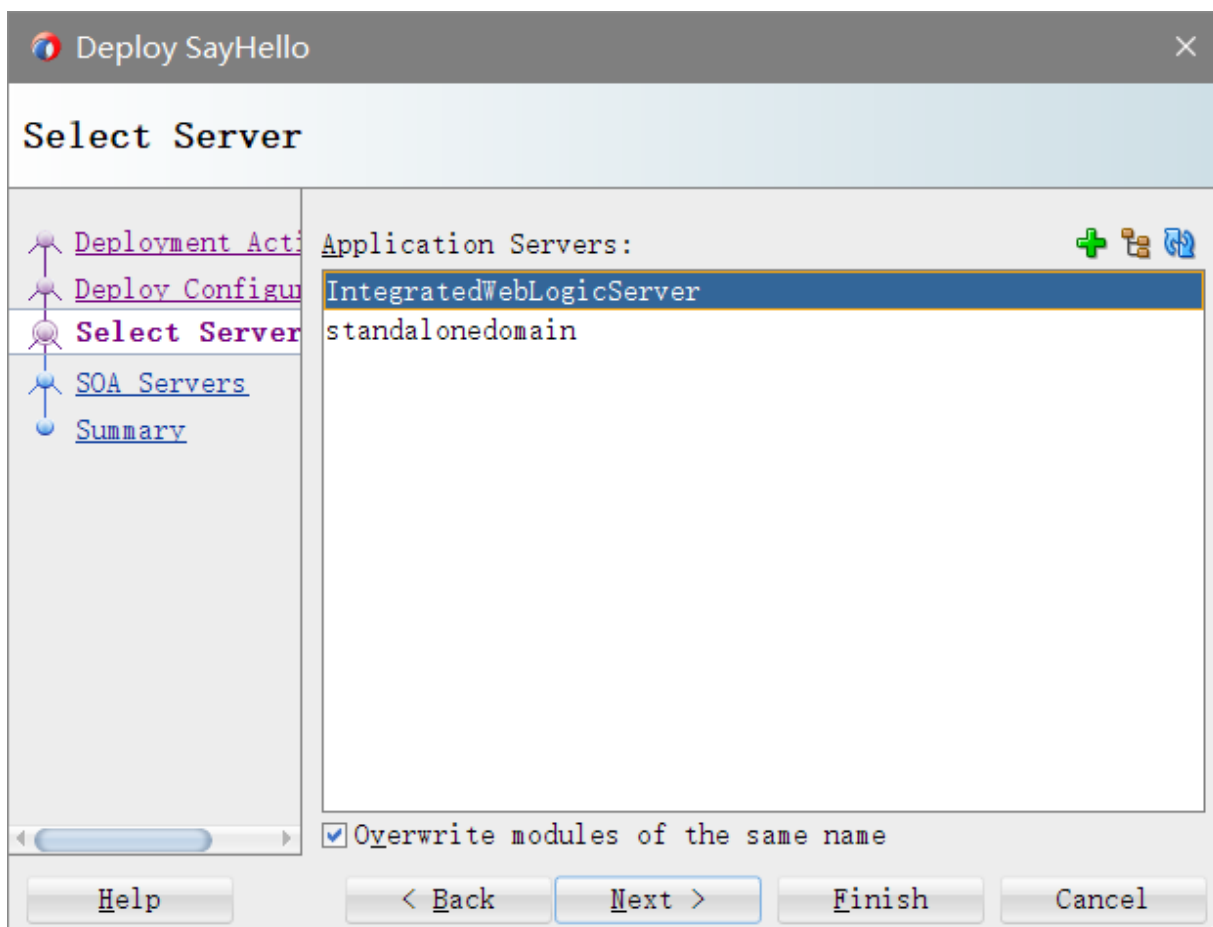 Deploy SayHello
Select Server
Deployment Acti
Deploy Configur
Select Server
SOA Servers
Summary
Application Servers:
IntegratedWebLogicServer
standalonedomain
Overwrite modules of the same name
Help
< Back
Next >
Finish
Cancel